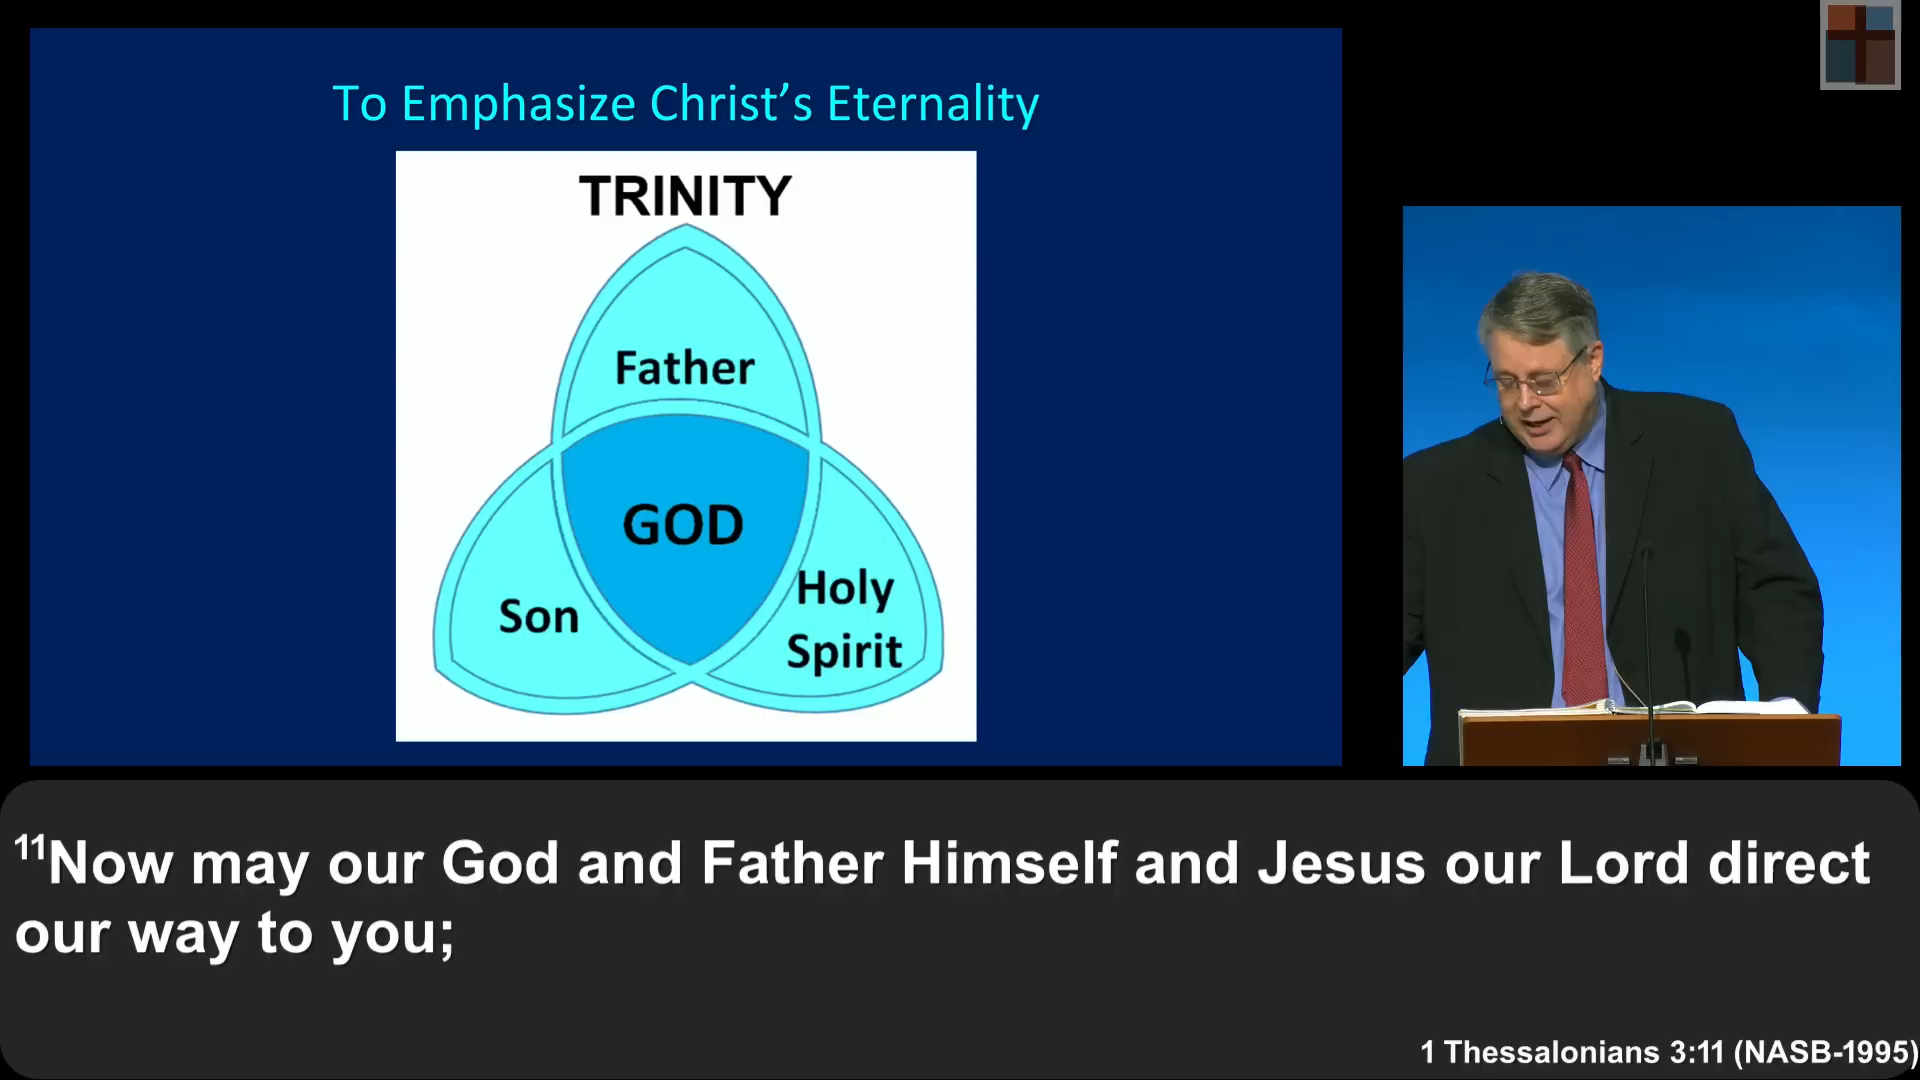 To Emphasize Christ’s Eternality
TRINITY
Father
GOD
Son
Holy
Spirit
11Now may our God and Father Himself and Jesus our Lord direct
our way to you;
1 Thessalonians 3:11 (NASB-1995)